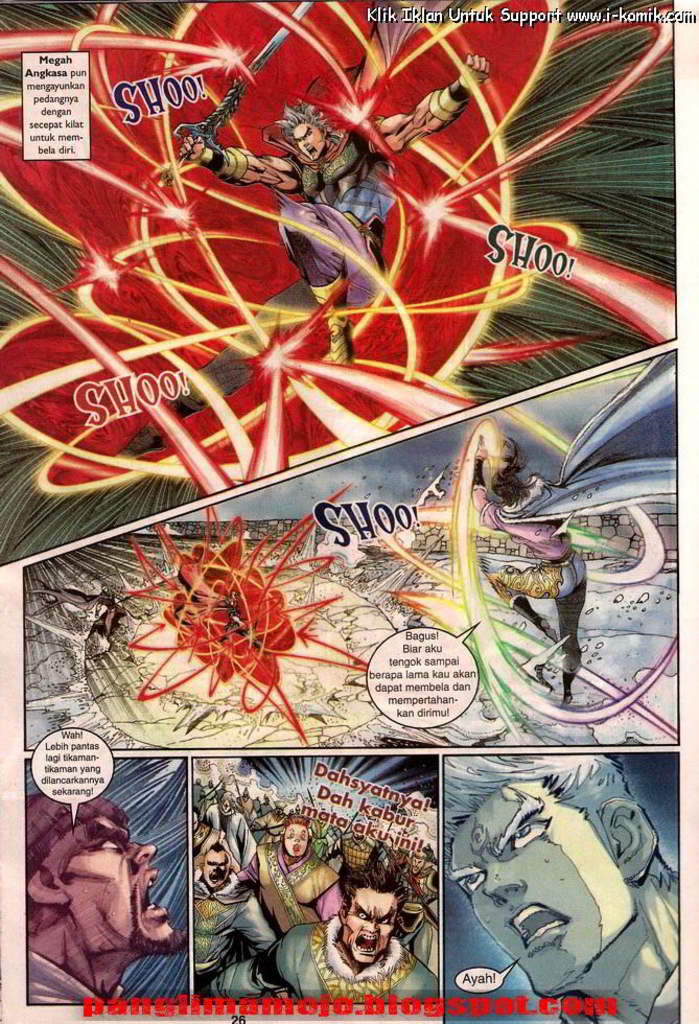 Klik Iklan Untuk Support www.i-komik.com
Megah
Angkasa pun
mengayunkan
pedangnya
dengan
secepat kilat
untuk mem-
bela diri.
SHOO!
SHOO!
SHOO!
SHOO!
Bagus!
Biar aku
tengok sampai
berapa lama kau akan
dapat membela dan
mempertahan-
kan dirimu!
Wah!
Lebih pantas
lagi tikaman-
tikaman yang
dilancarkannya
sekarang!
Dahsyatnya!
Dah kabur
mata aku ini!
Ayah!
panglimamojo.blogspot.com
26